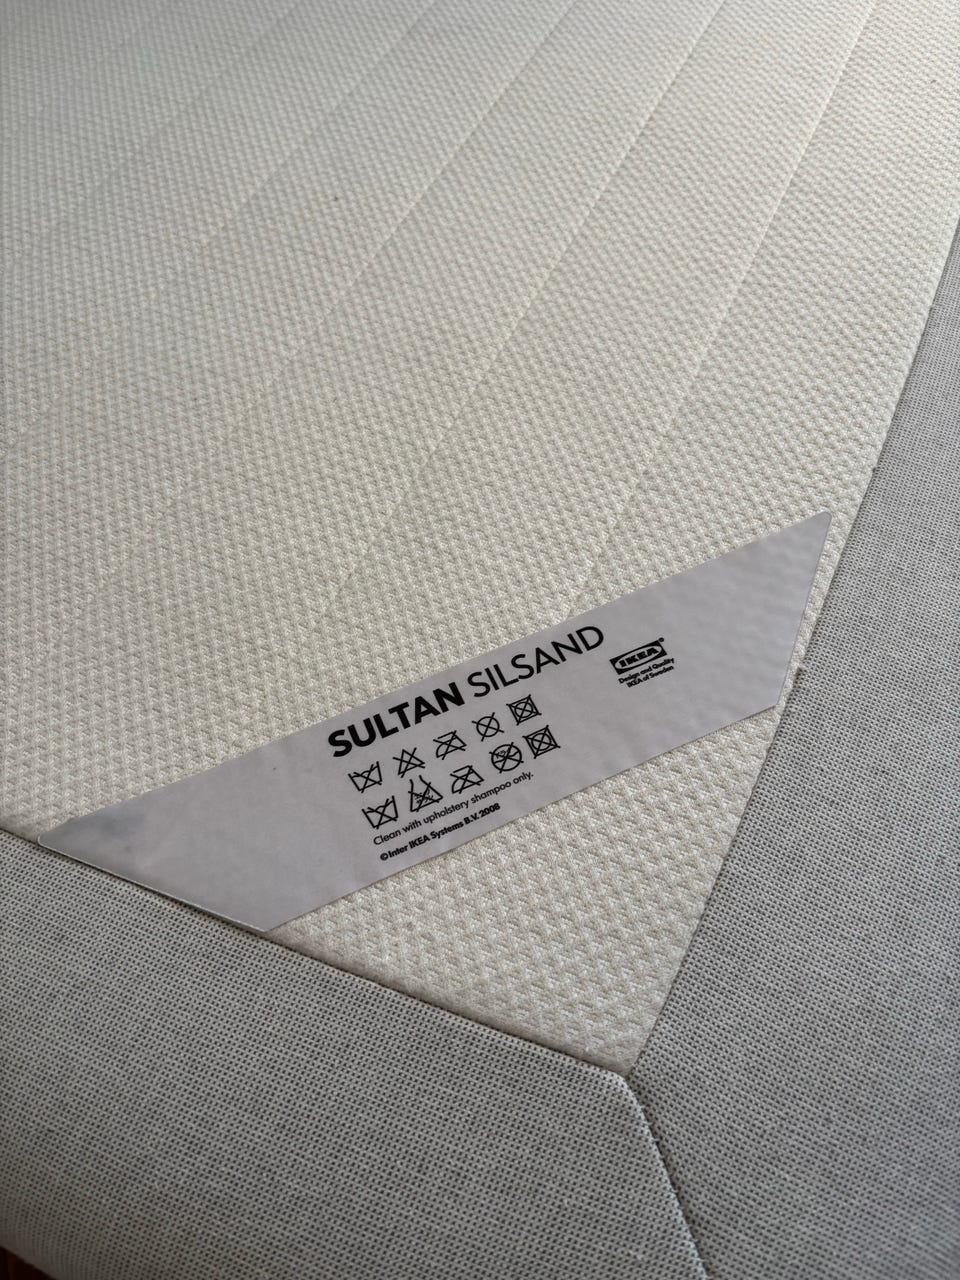 SULTAN SILSAND
IKEA®
Design and Quality
IKEA of Sweden
Clean with upholstery shampoo only.
©Inter IKEA Systems B.V. 2008